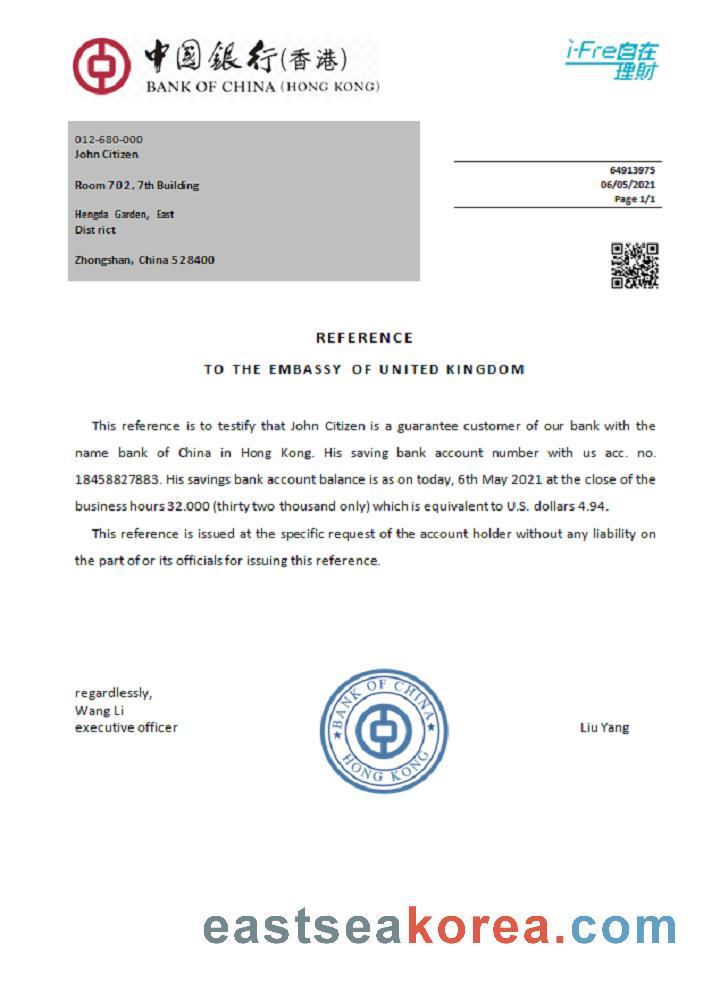 中國銀行(香港)
BANK OF CHINA (HONG KONG)
i-Fre自在
理財
012-680-000
John Citizen
Room 702, 7th Building
Hengda Garden, East
District
Zhongshan, China 528400
64913975
06/05/2021
Page 1/1
REFERENCE
TO THE EMBASSY OF UNITED KINGDOM
This reference is to testify that John Citizen is a guarantee customer of our bank with the
name bank of China in Hong Kong. His saving bank account number with us acc. no.
18458827883. His savings bank account balance is as on today, 6th May 2021 at the close of the
business hours 32.000 (thirty two thousand only) which is equivalent to U.S. dollars 4.94.
This reference is issued at the specific request of the account holder without any liability on
the part of or its officials for issuing this reference.
regardlessly,
Wang Li
executive officer
BANK OF CHINA
HONG KONG
Liu Yang
eastseakorea.com